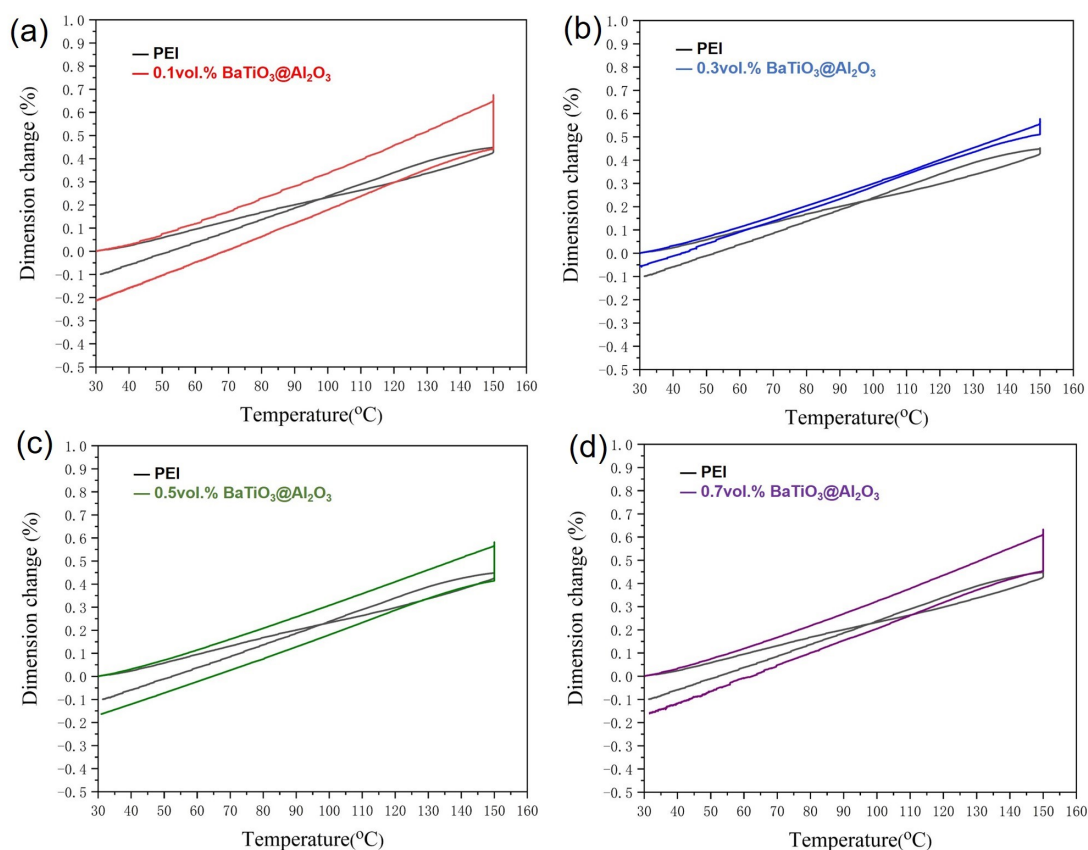 (a)
PEI
0.1vol.% BaTiO₃@Al₂O₃
Dimension change (%)
1.0
0.9
0.8
0.7
0.6
0.5
0.4
0.3
0.2
0.1
0.0
-0.1
-0.2
-0.3
-0.4
-0.5
30 40 50 60 70 80 90 100 110 120 130 140 150 160
Temperature(°C)
(b)
PEI
0.3vol.% BaTiO₃@Al₂O₃
Dimension change (%)
1.0
0.9
0.8
0.7
0.6
0.5
0.4
0.3
0.2
0.1
0.0
-0.1
-0.2
-0.3
-0.4
-0.5
30 40 50 60 70 80 90 100 110 120 130 140 150 160
Temperature(°C)
(c)
PEI
0.5vol.% BaTiO₃@Al₂O₃
Dimension change (%)
1.0
0.9
0.8
0.7
0.6
0.5
0.4
0.3
0.2
0.1
0.0
-0.1
-0.2
-0.3
-0.4
-0.5
30 40 50 60 70 80 90 100 110 120 130 140 150 160
Temperature(°C)
(d)
PEI
0.7vol.% BaTiO₃@Al₂O₃
Dimension change (%)
1.0
0.9
0.8
0.7
0.6
0.5
0.4
0.3
0.2
0.1
0.0
-0.1
-0.2
-0.3
-0.4
-0.5
30 40 50 60 70 80 90 100 110 120 130 140 150 160
Temperature(°C)